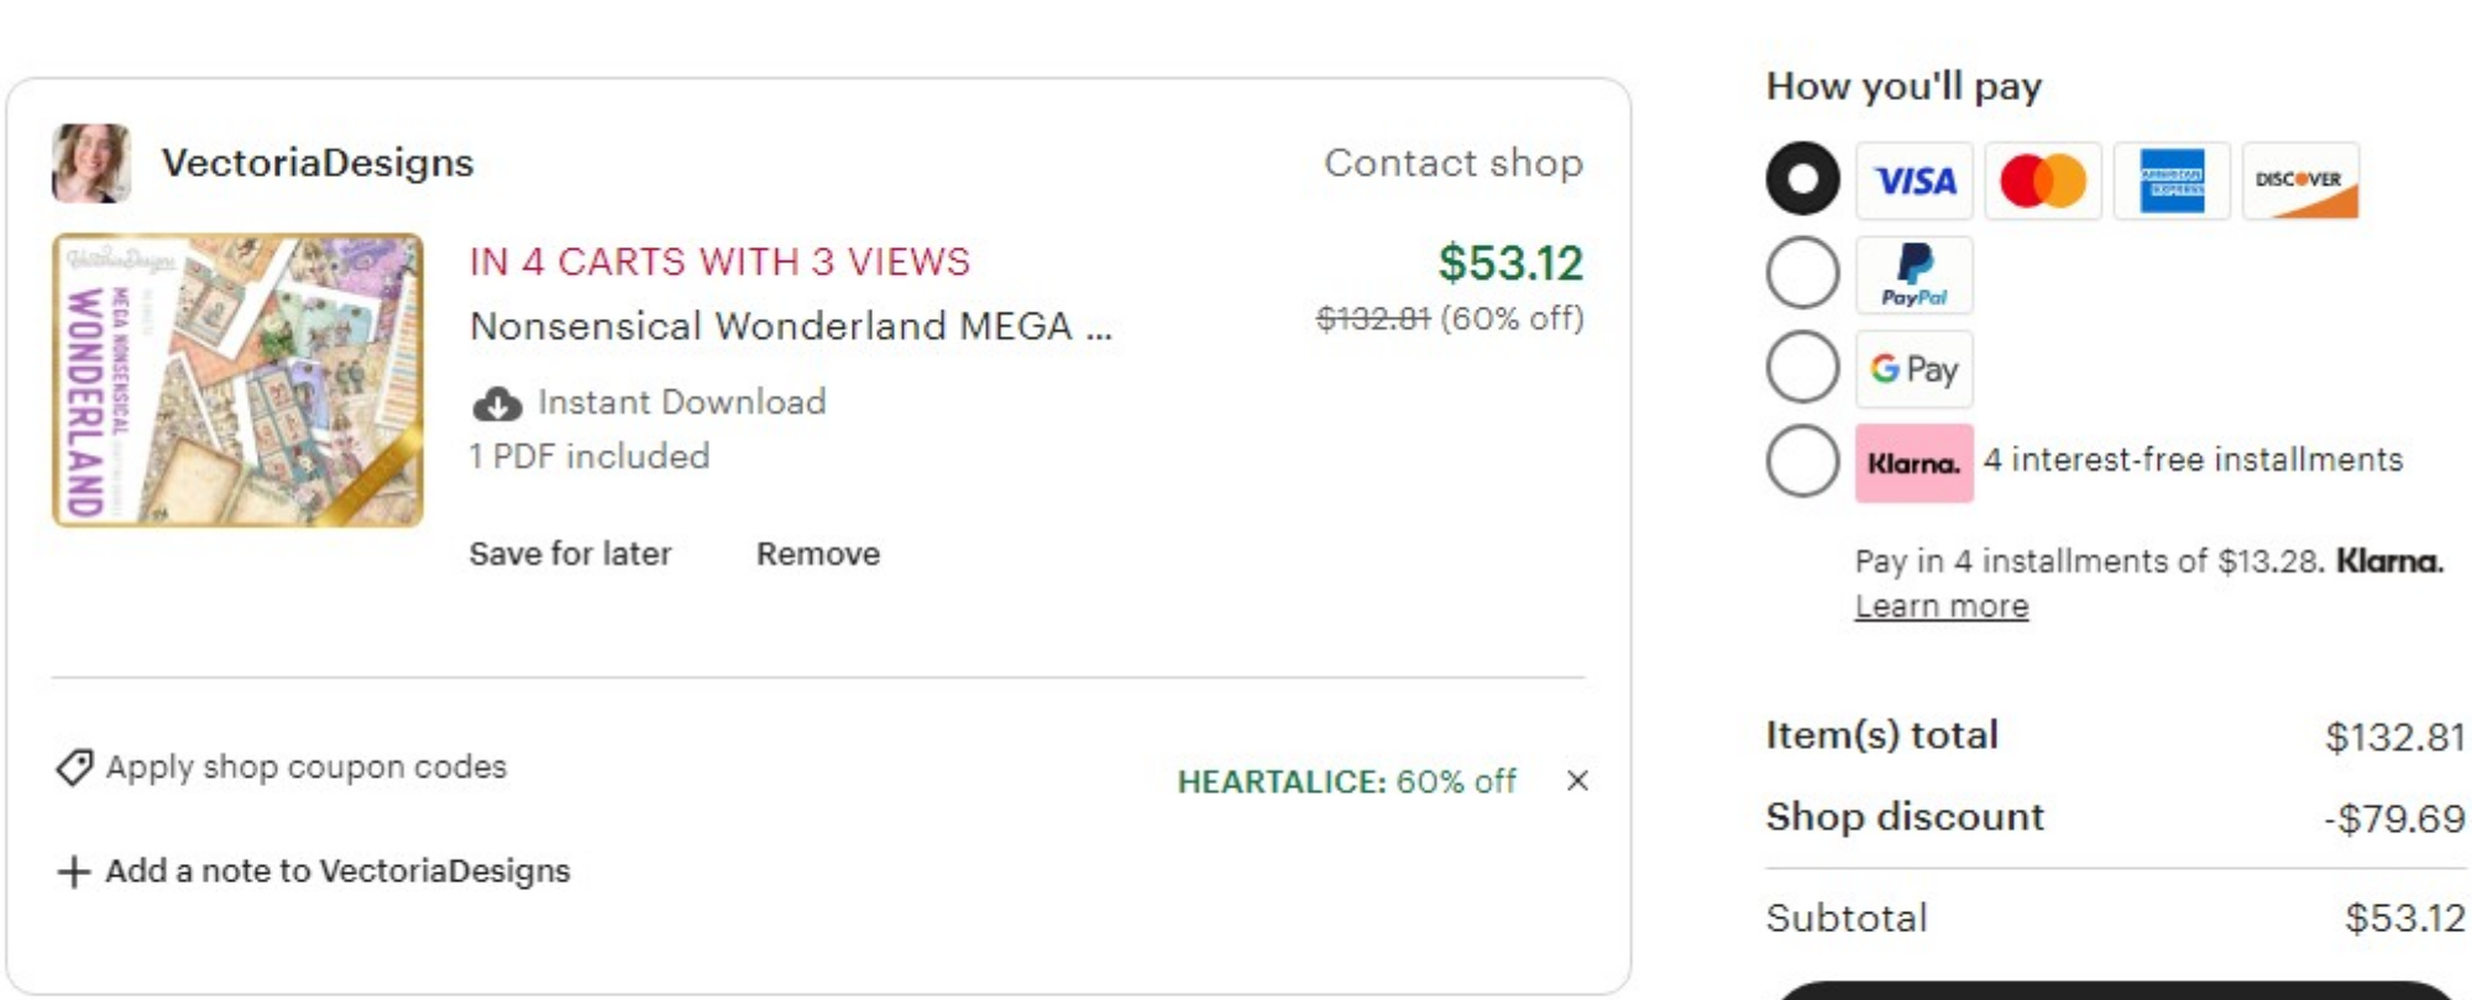 VectoriaDesigns
Contact shop
VectoriaDesigns
MEGA NONSENSICAL
WONDERLAND
IN 4 CARTS WITH 3 VIEWS
$53.12
Nonsensical Wonderland MEGA ...
$132.81 (60% off)
Instant Download
1 PDF included
Save for later
Remove
Apply shop coupon codes
HEARTALICE: 60% off
Add a note to VectoriaDesigns
How you'll pay
VISA
AMERICAN
EXPRESS
DISCOVER
PayPal
G Pay
Klarna. 4 interest-free installments
Pay in 4 installments of $13.28. Klarna.
Learn more
Item(s) total $132.81
Shop discount -$79.69
Subtotal $53.12